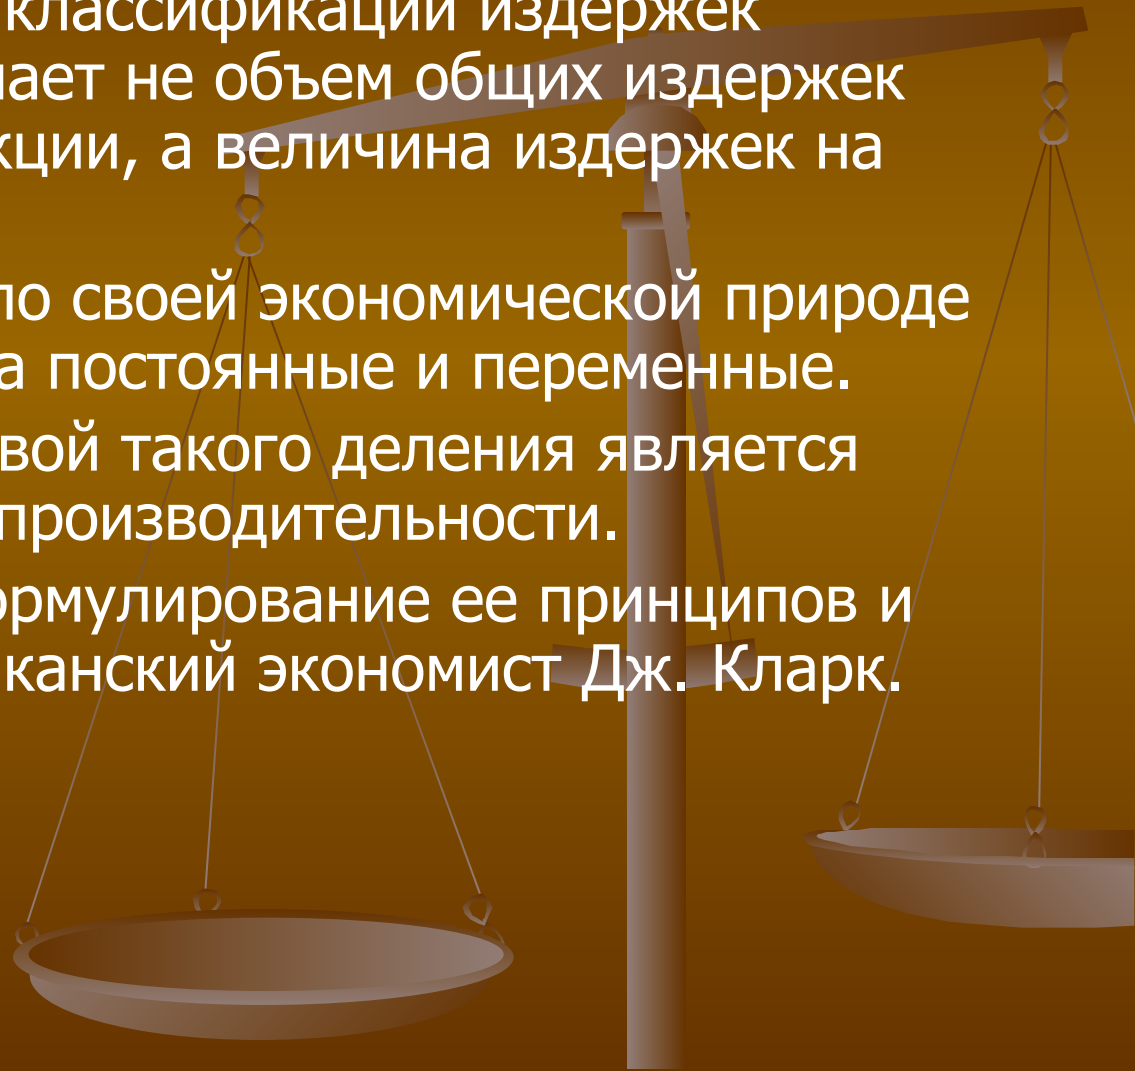 классификации издержек
ает не объем общих издержек
кции, а величина издержек на
по своей экономической природе
а постоянные и переменные.
вой такого деления является
производительности.
ормулирование ее принципов и
канский экономист Дж. Кларк.